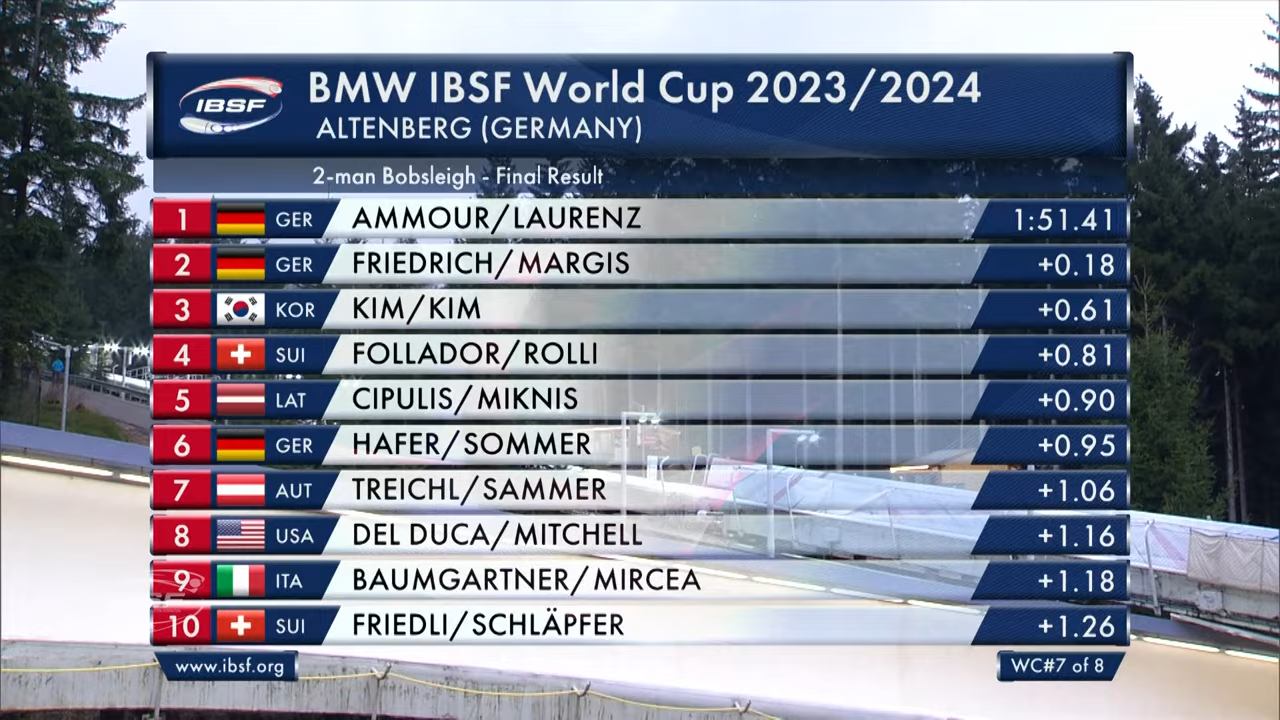 IBSF
BMW IBSF World Cup 2023/2024
ALTENBERG (GERMANY)
2-man Bobsleigh - Final Result
1 GER AMMOUR/LAURENZ 1:51.41
2 GER FRIEDRICH/MARGIS +0.18
3 KOR KIM/KIM +0.61
4 SUI FOLLADOR/ROLLI +0.81
5 LAT CIPULIS/MIKNIS +0.90
6 GER HAFER/SOMMER +0.95
7 AUT TREICHL/SAMMER +1.06
8 USA DEL DUCA/MITCHELL +1.16
9 ITA BAUMGARTNER/MIRCEA +1.18
10 SUI FRIEDLI/SCHLÄPFER +1.26
www.ibsf.org WC#7 of 8